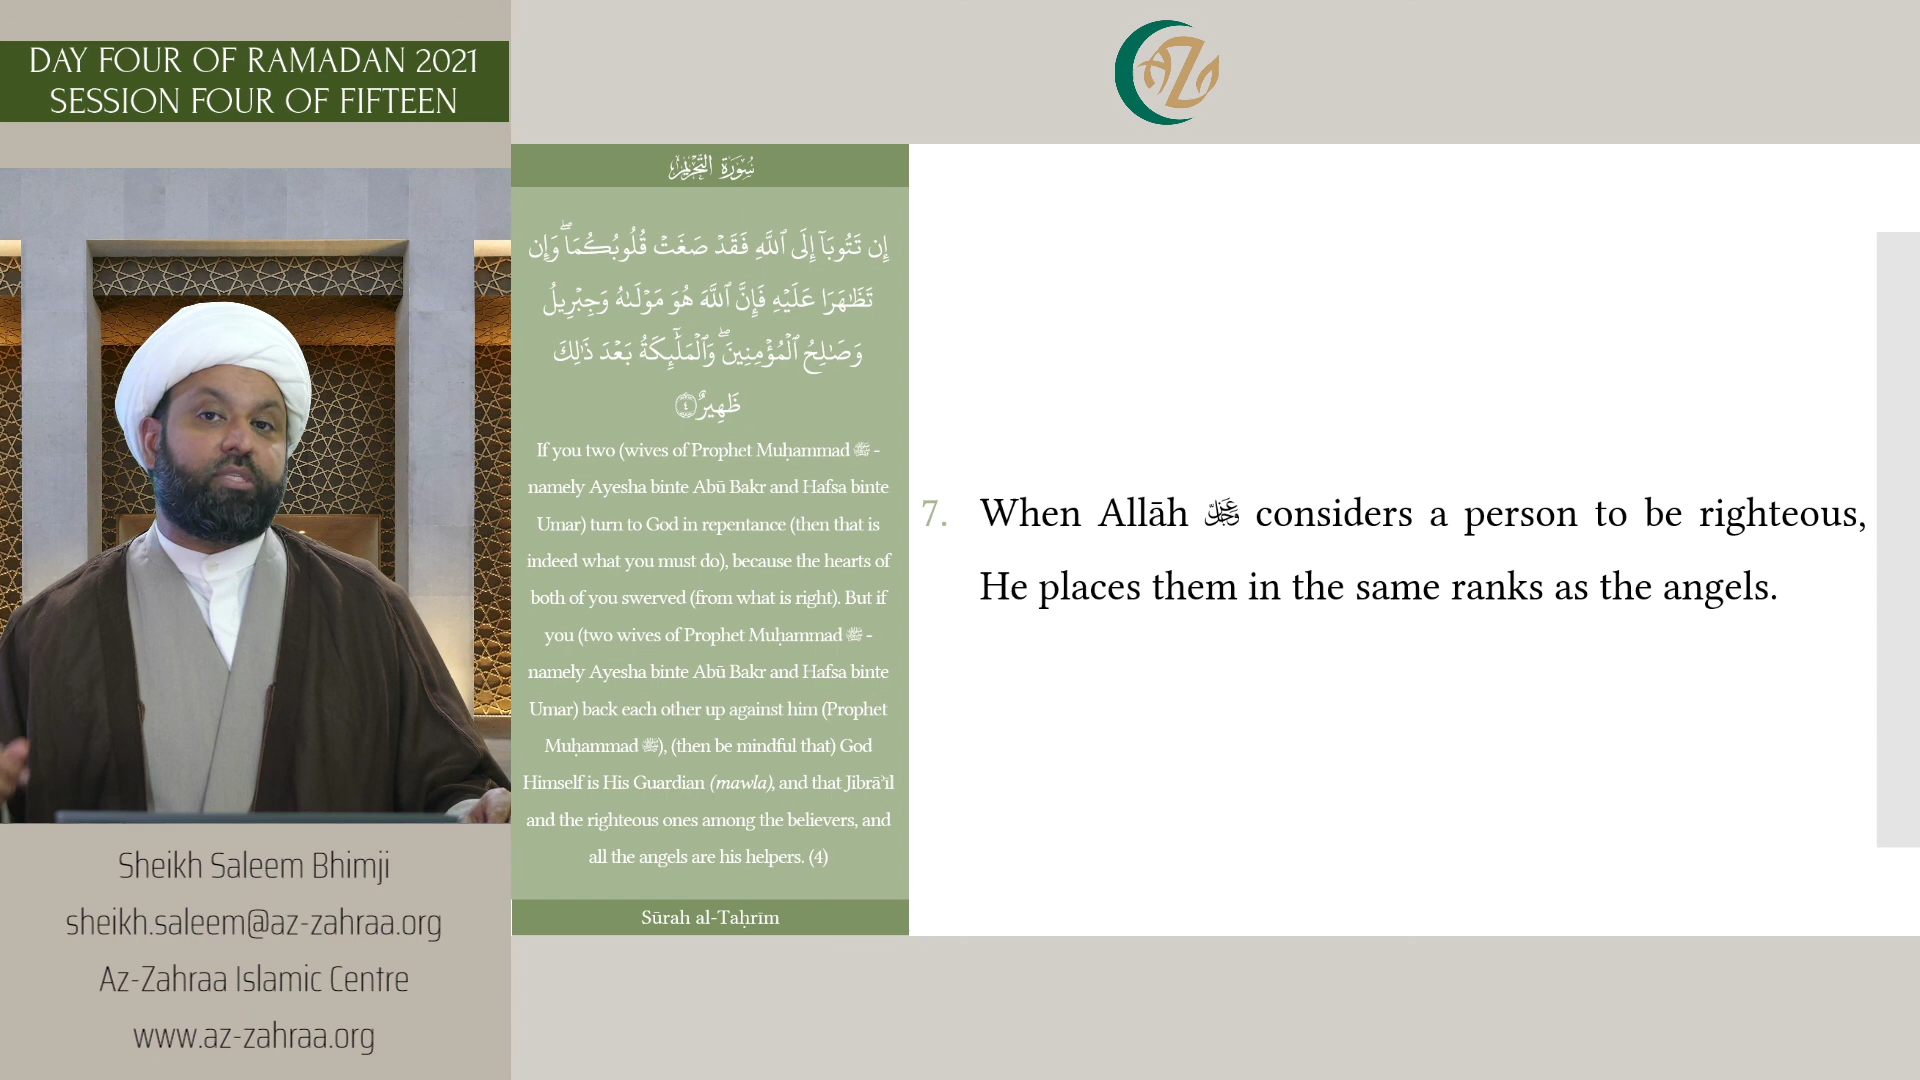 DAY FOUR OF RAMADAN 2021
SESSION FOUR OF FIFTEEN
AZ
سُورَة التَّحْرِيم
إِن تَتُوبَآ إِلَى ٱللَّهِ فَقَدْ صَغَتْ قُلُوبُكُمَا ۖ وَإِن
تَظَٰهَرَا عَلَيْهِ فَإِنَّ ٱللَّهَ هُوَ مَوْلَىٰهُ وَجِبْرِيلُ
وَصَٰلِحُ ٱلْمُؤْمِنِينَ ۖ وَٱلْمَلَٰٓئِكَةُ بَعْدَ ذَٰلِكَ
ظَهِيرٌ ٤
If you two (wives of Prophet Muḥammad ﷺ -
namely Ayesha binte Abū Bakr and Hafsa binte
Umar) turn to God in repentance (then that is
indeed what you must do), because the hearts of
both of you swerved (from what is right). But if
you (two wives of Prophet Muḥammad ﷺ -
namely Ayesha binte Abū Bakr and Hafsa binte
Umar) back each other up against him (Prophet
Muḥammad ﷺ), (then be mindful that) God
Himself is His Guardian (mawla), and that Jibrāʾīl
and the righteous ones among the believers, and
all the angels are his helpers. (4)
Sūrah al-Taḥrīm
7. When Allāh عَزَّ وَجَلَّ considers a person to be righteous,
He places them in the same ranks as the angels.
Sheikh Saleem Bhimji
sheikh.saleem@az-zahraa.org
Az-Zahraa Islamic Centre
www.az-zahraa.org